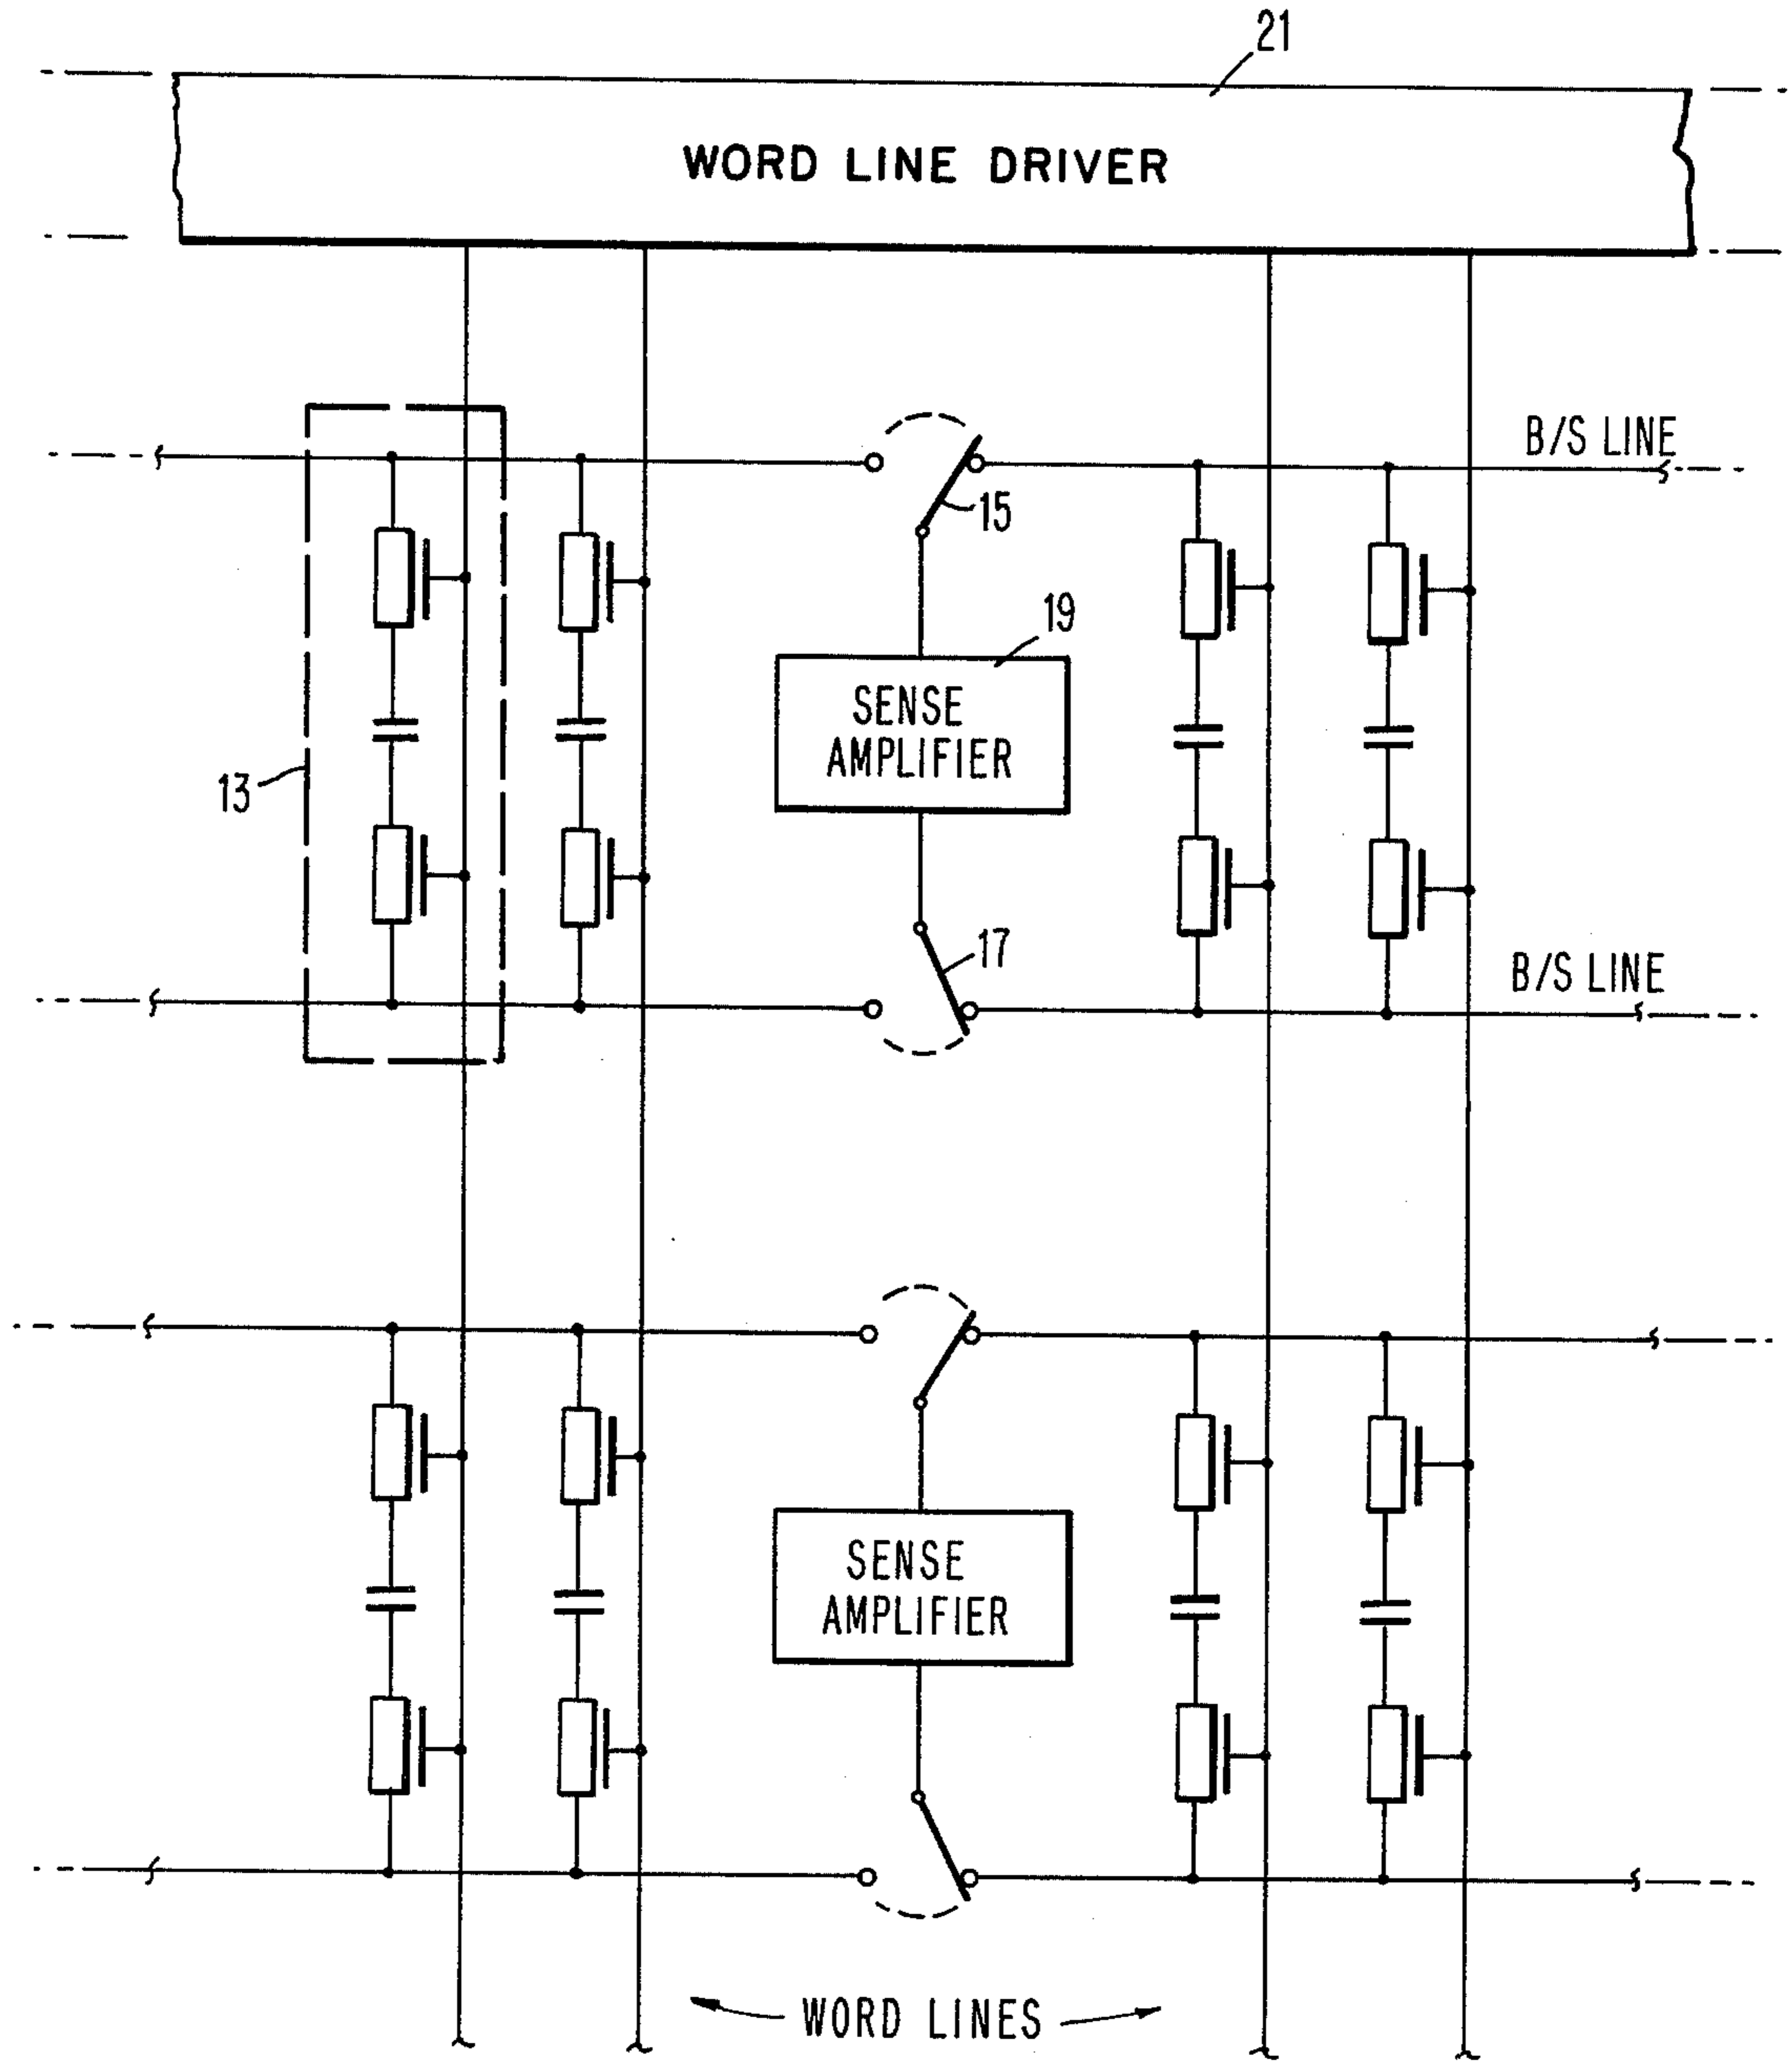 21
WORD LINE DRIVER
B/S LINE
15
19
SENSE
AMPLIFIER
13
17
B/S LINE
SENSE
AMPLIFIER
WORD LINES